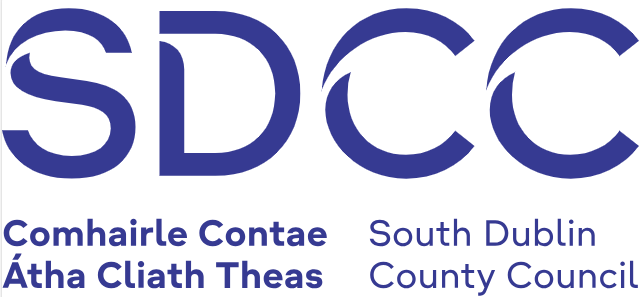 SDCC
Comhairle Contae
Átha Cliath Theas
South Dublin
County Council